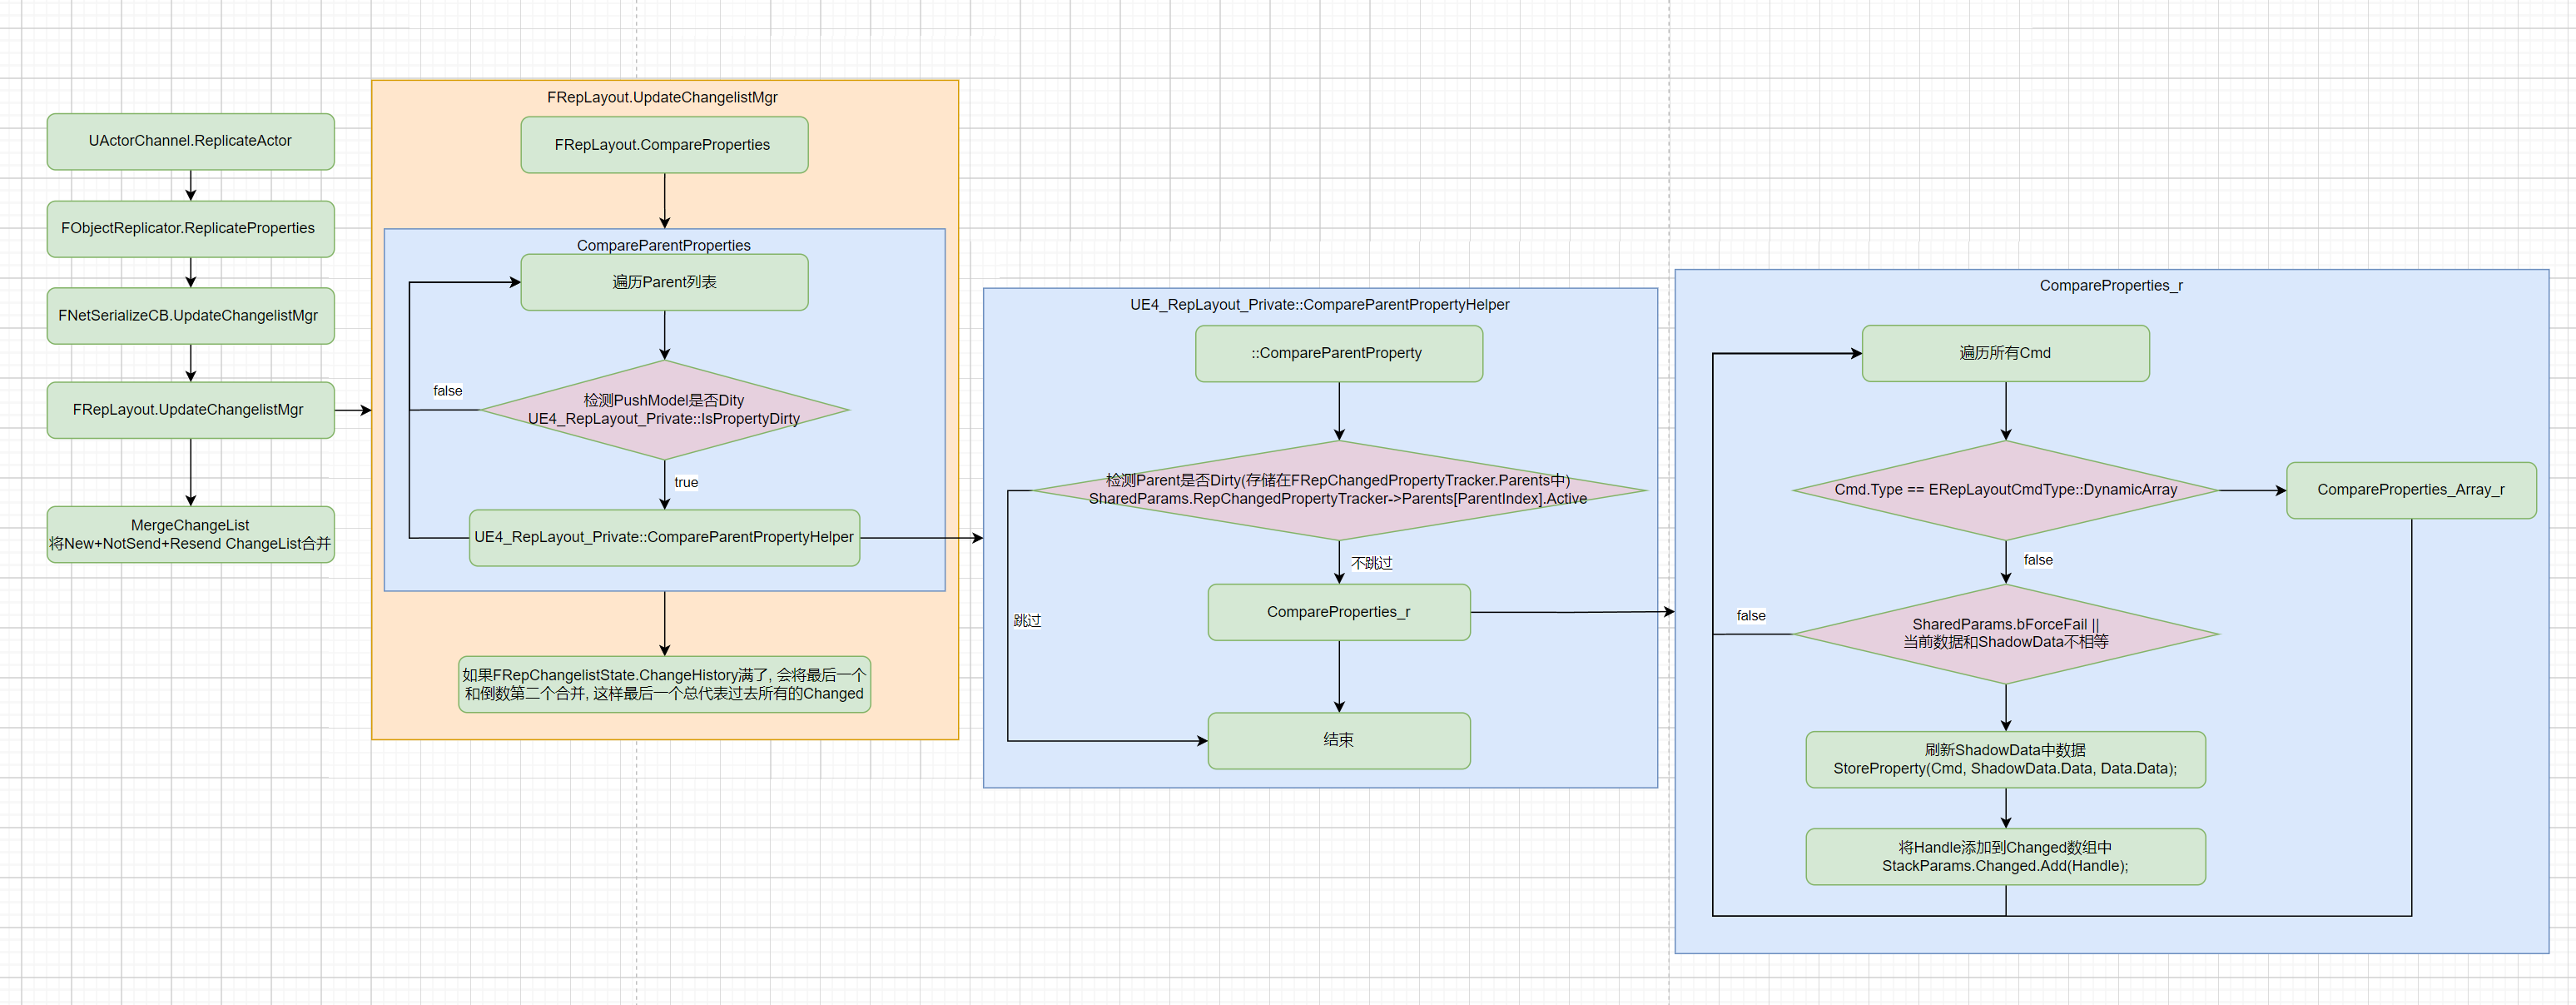 UActorChannel.ReplicateActor
FObjectReplicator.ReplicateProperties
FNetSerializeCB.UpdateChangelistMgr
FRepLayout.UpdateChangelistMgr
MergeChangeList
将New+NotSend+Resend ChangeList合并
FRepLayout.UpdateChangelistMgr
FRepLayout.CompareProperties
CompareParentProperties
遍历Parent列表
false
检测PushModel是否Dity
UE4_RepLayout_Private::IsPropertyDirty
true
UE4_RepLayout_Private::CompareParentPropertyHelper
如果FRepChangelistState.ChangeHistory满了, 会将最后一个
和倒数第二个合并, 这样最后一个总代表过去所有的Changed
UE4_RepLayout_Private::CompareParentPropertyHelper
::CompareParentProperty
检测Parent是否Dirty(存储在FRepChangedPropertyTracker.Parents中)
SharedParams.RepChangedPropertyTracker->Parents[ParentIndex].Active
不跳过
跳过
CompareProperties_r
结束
CompareProperties_r
遍历所有Cmd
Cmd.Type == ERepLayoutCmdType::DynamicArray
CompareProperties_Array_r
false
false
SharedParams.bForceFail ||
当前数据和ShadowData不相等
刷新ShadowData中数据
StoreProperty(Cmd, ShadowData.Data, Data.Data);
将Handle添加到Changed数组中
StackParams.Changed.Add(Handle);